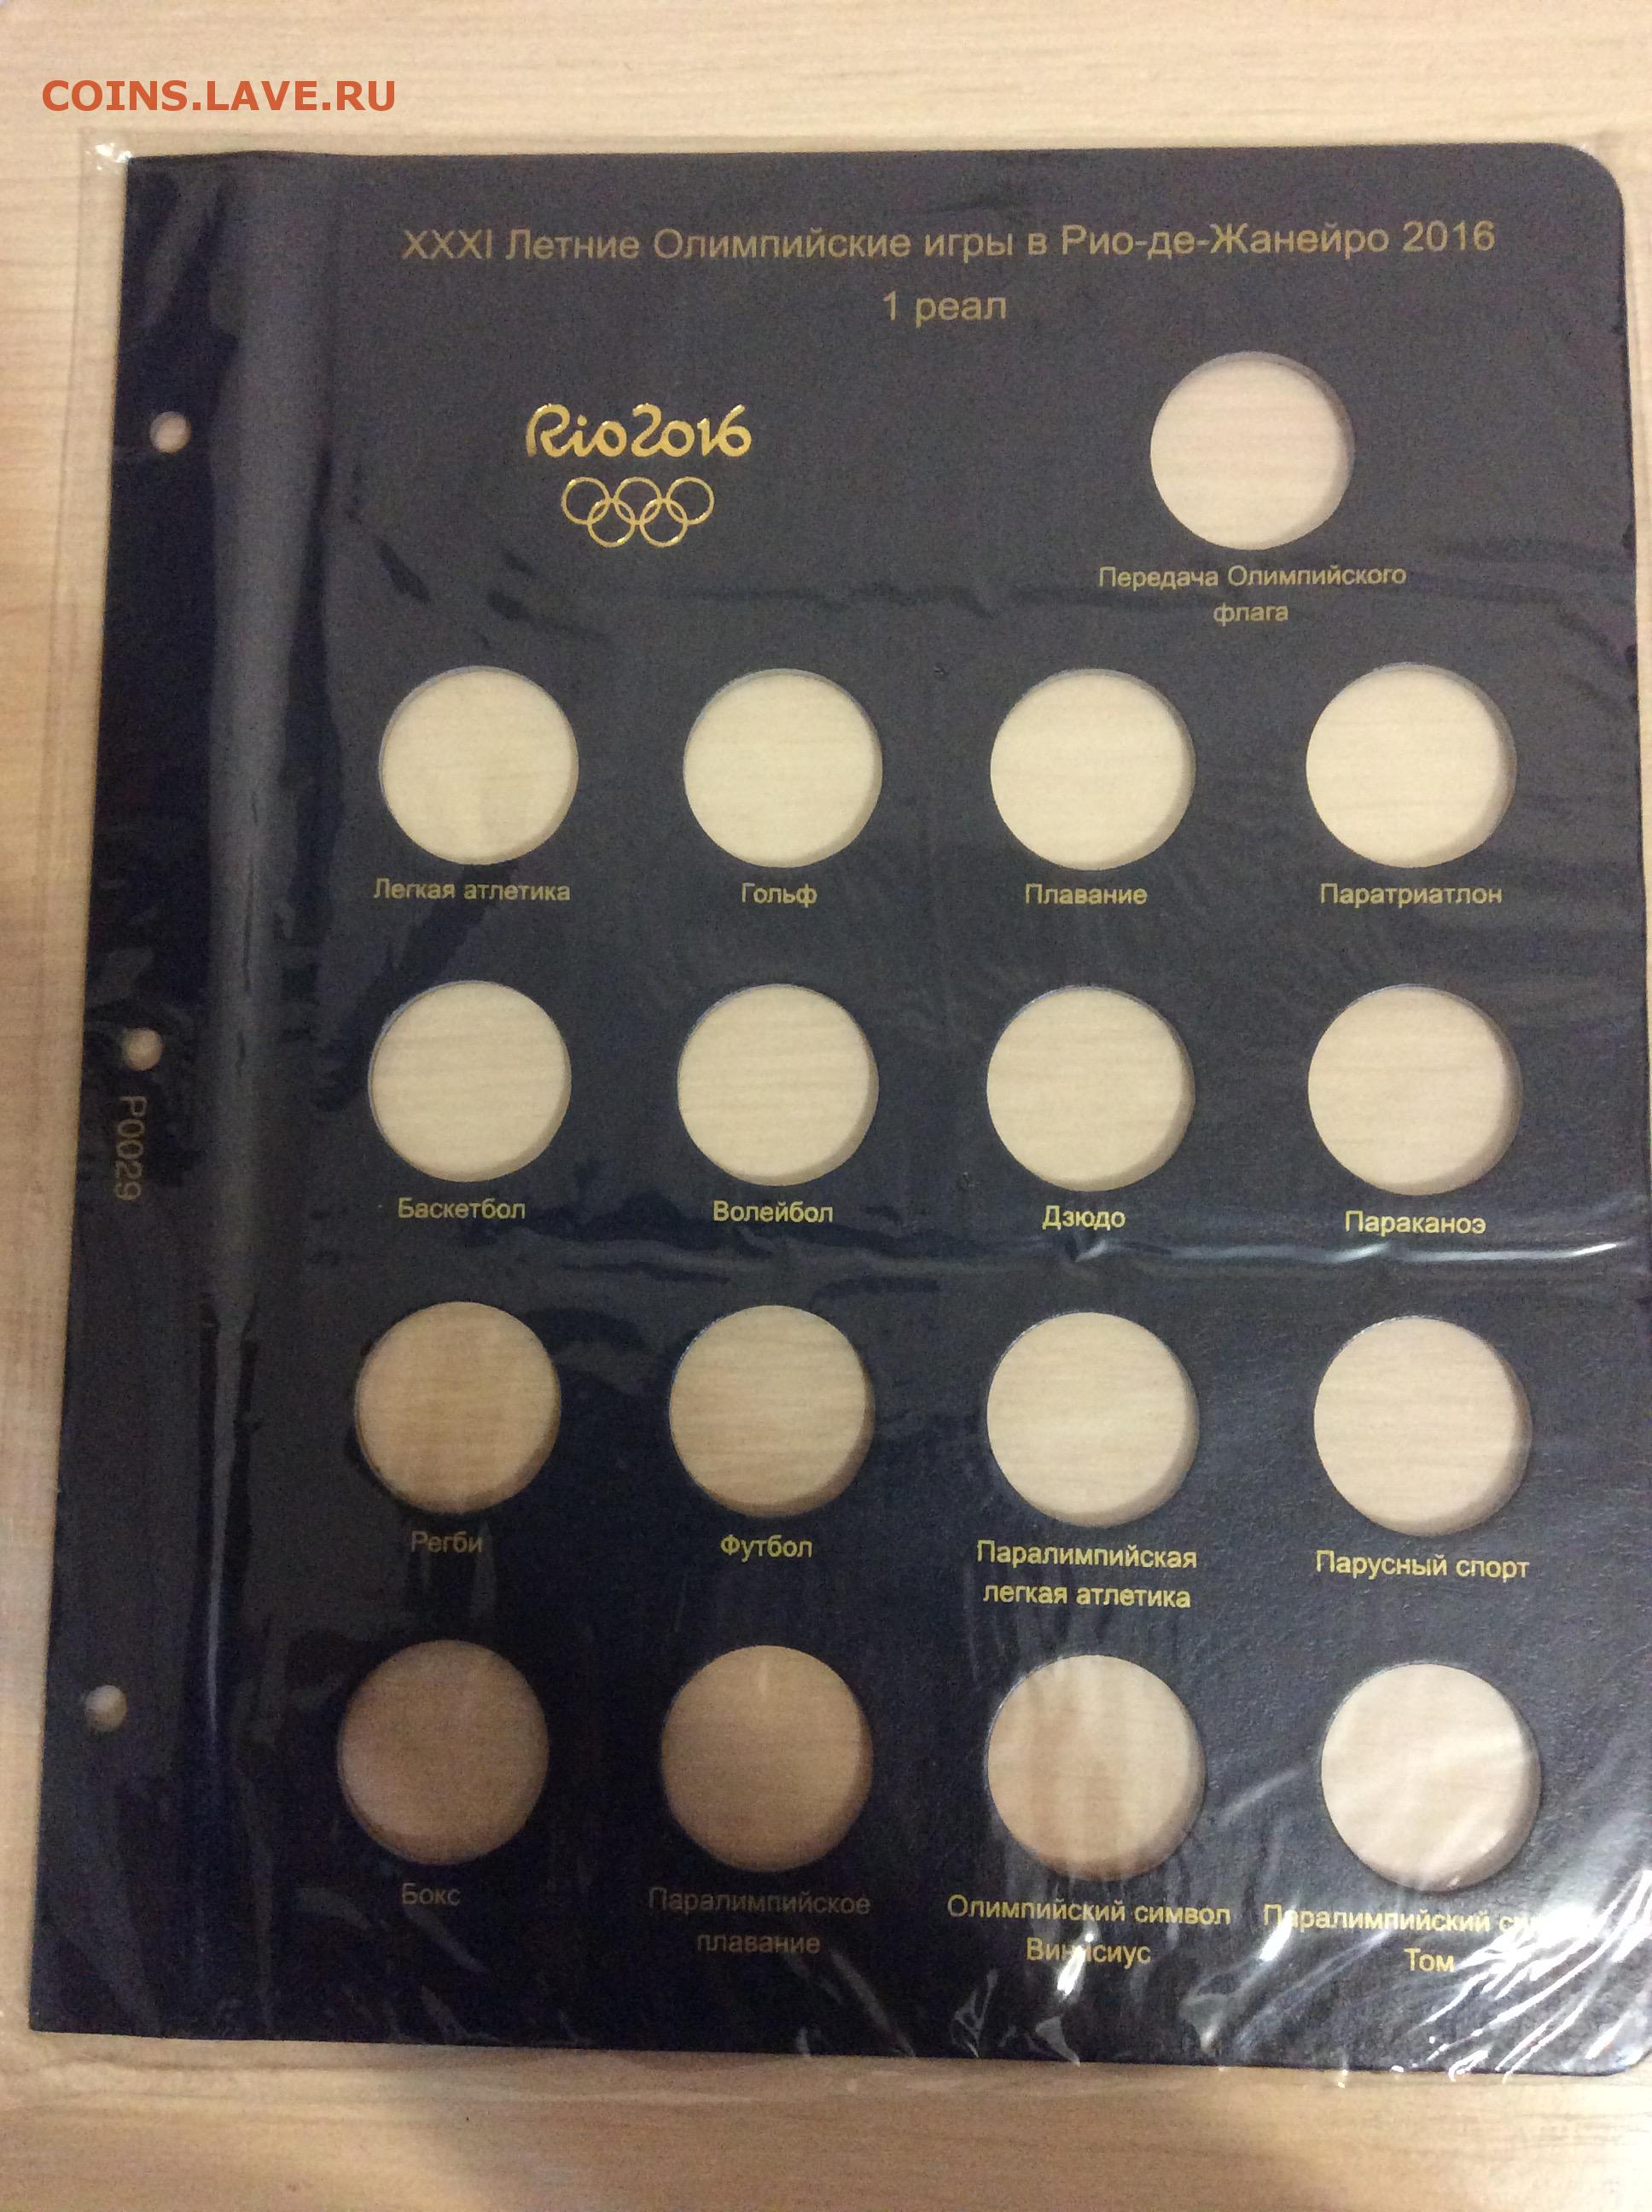 COINS.LAVE.RU
XXXI Летние Олимпийские игры в Рио-де-Жанейро 2016
1 реал
Rio2016
Передача Олимпийского
флага
Легкая атлетика
Гольф
Плавание
Паратриатлон
Баскетбол
Волейбол
Дзюдо
Параканоэ
P0029
Регби
Футбол
Паралимпийская
легкая атлетика
Парусный спорт
Бокс
Паралимпийское
плавание
Олимпийский символ
Винисиус
Паралимпийский
Том